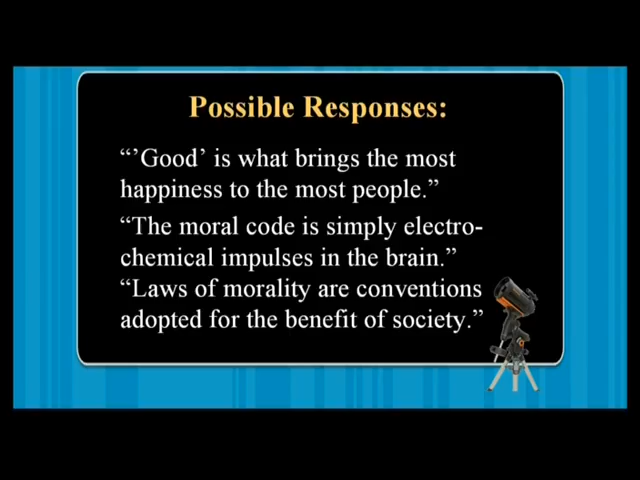 Possible Responses:
“’Good’ is what brings the most
happiness to the most people.”
“The moral code is simply electro-
chemical impulses in the brain.”
“Laws of morality are conventions
adopted for the benefit of society.”